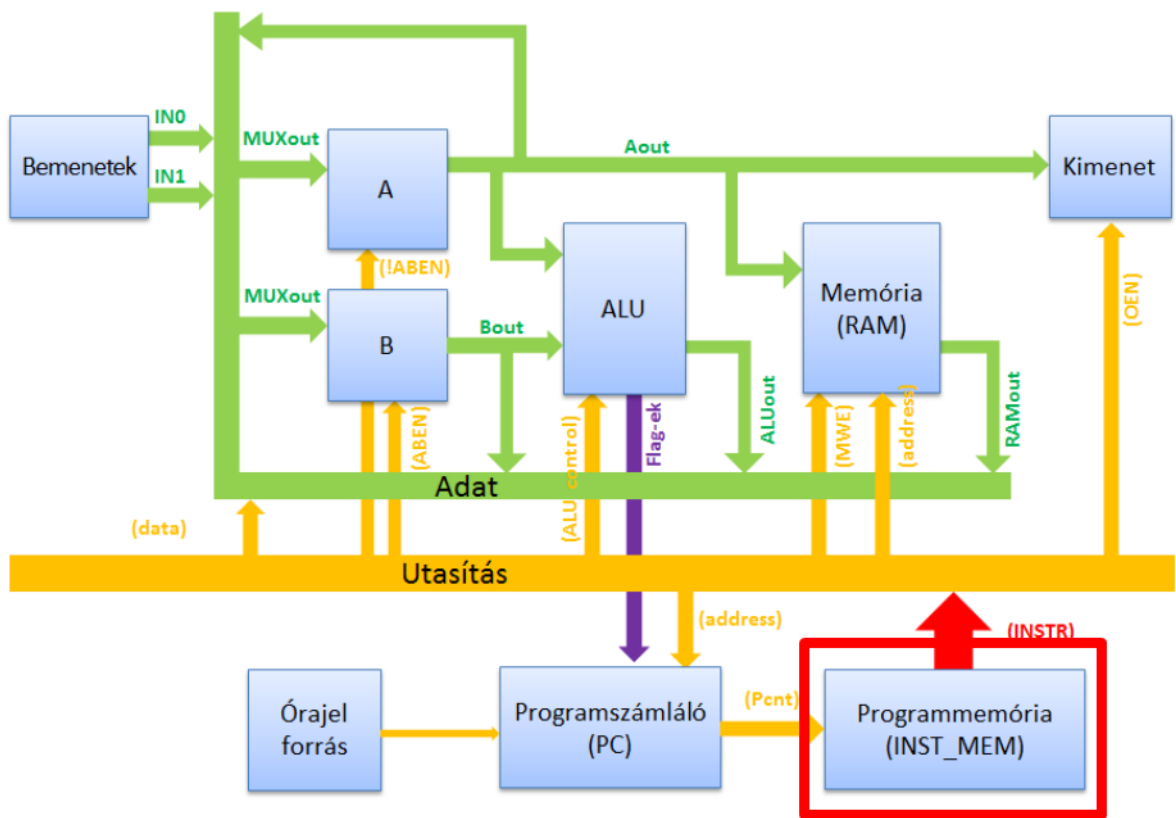 IN0
Bemenetek
IN1
MUXout
A
Aout
Kimenet
(!ABEN)
MUXout
B
Bout
ALU
Memória
(RAM)
(OEN)
(ABEN)
(ALU control)
Flag-ek
ALUout
(MWE)
(address)
RAMout
Adat
(data)
Utasítás
(address)
(INSTR)
Órajel
forrás
Programszámláló
(PC)
(Pcnt)
Programmemória
(INST_MEM)